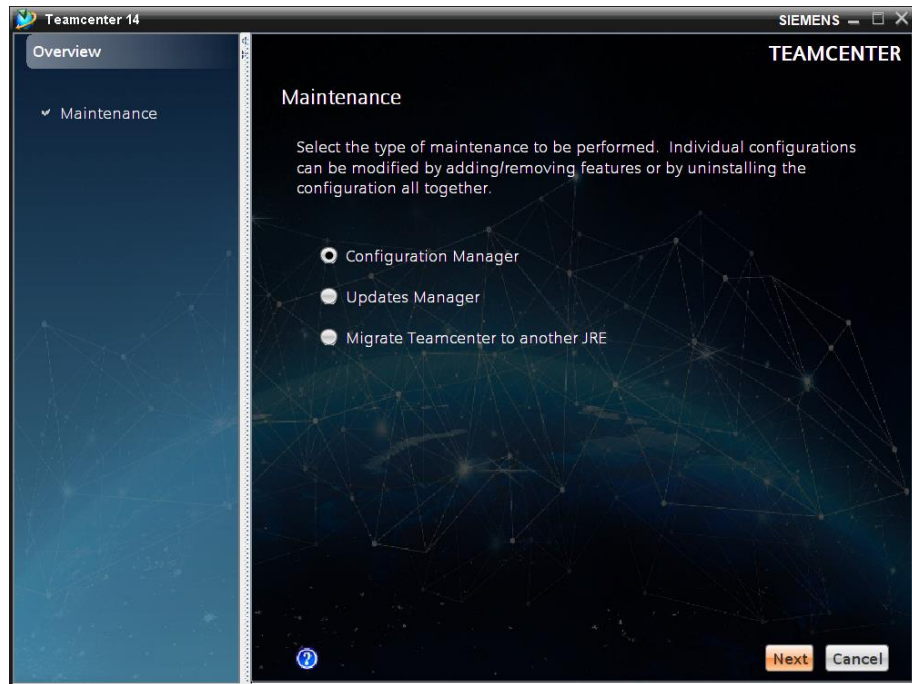 Teamcenter 14
SIEMENS
Overview
TEAMCENTER
Maintenance
Maintenance
Select the type of maintenance to be performed. Individual configurations
can be modified by adding/removing features or by uninstalling the
configuration all together.
Configuration Manager
Updates Manager
Migrate Teamcenter to another JRE
?
Next
Cancel